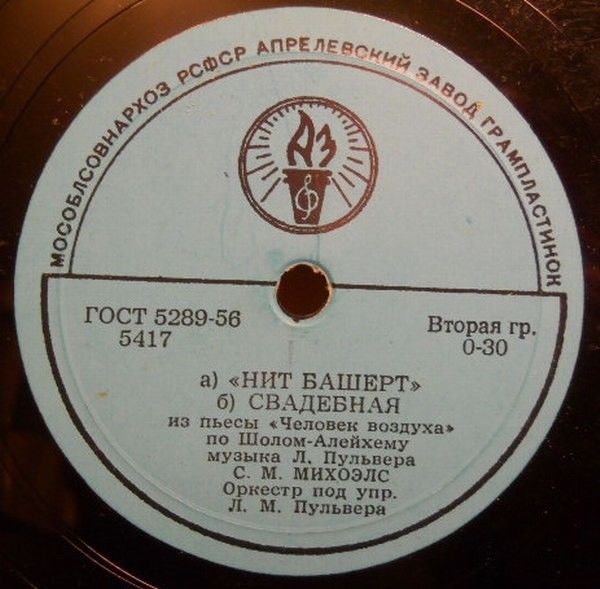 МОСОБЛСОВНАРХОЗ РСФСР АПРЕЛЕВСКИЙ ЗАВОД ГРАМПЛАСТИНОК
АЗ
ГОСТ 5289-56
5417
Вторая гр.
0-30
а) «НИТ БАШЕРТ»
б) СВАДЕБНАЯ
из пьесы «Человек воздуха»
по Шолом-Алейхему
музыка Л. Пульвера
С. М. МИХОЭЛС
Оркестр под упр.
Л. М. Пульвера